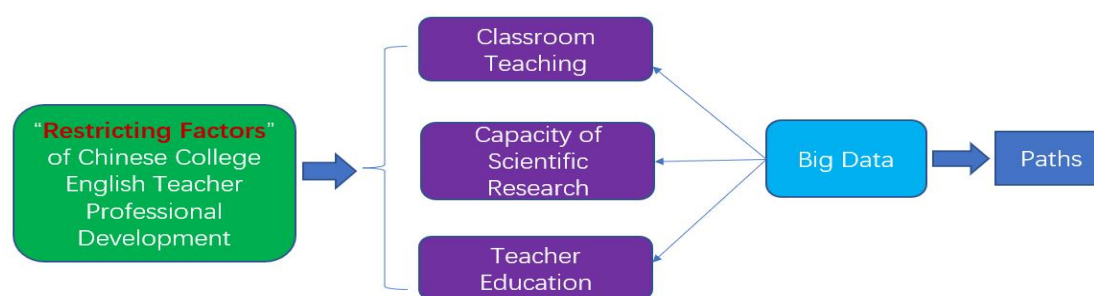 “Restricting Factors”
of Chinese College
English Teacher
Professional
Development
Classroom
Teaching
Capacity of
Scientific
Research
Teacher
Education
Big Data
Paths